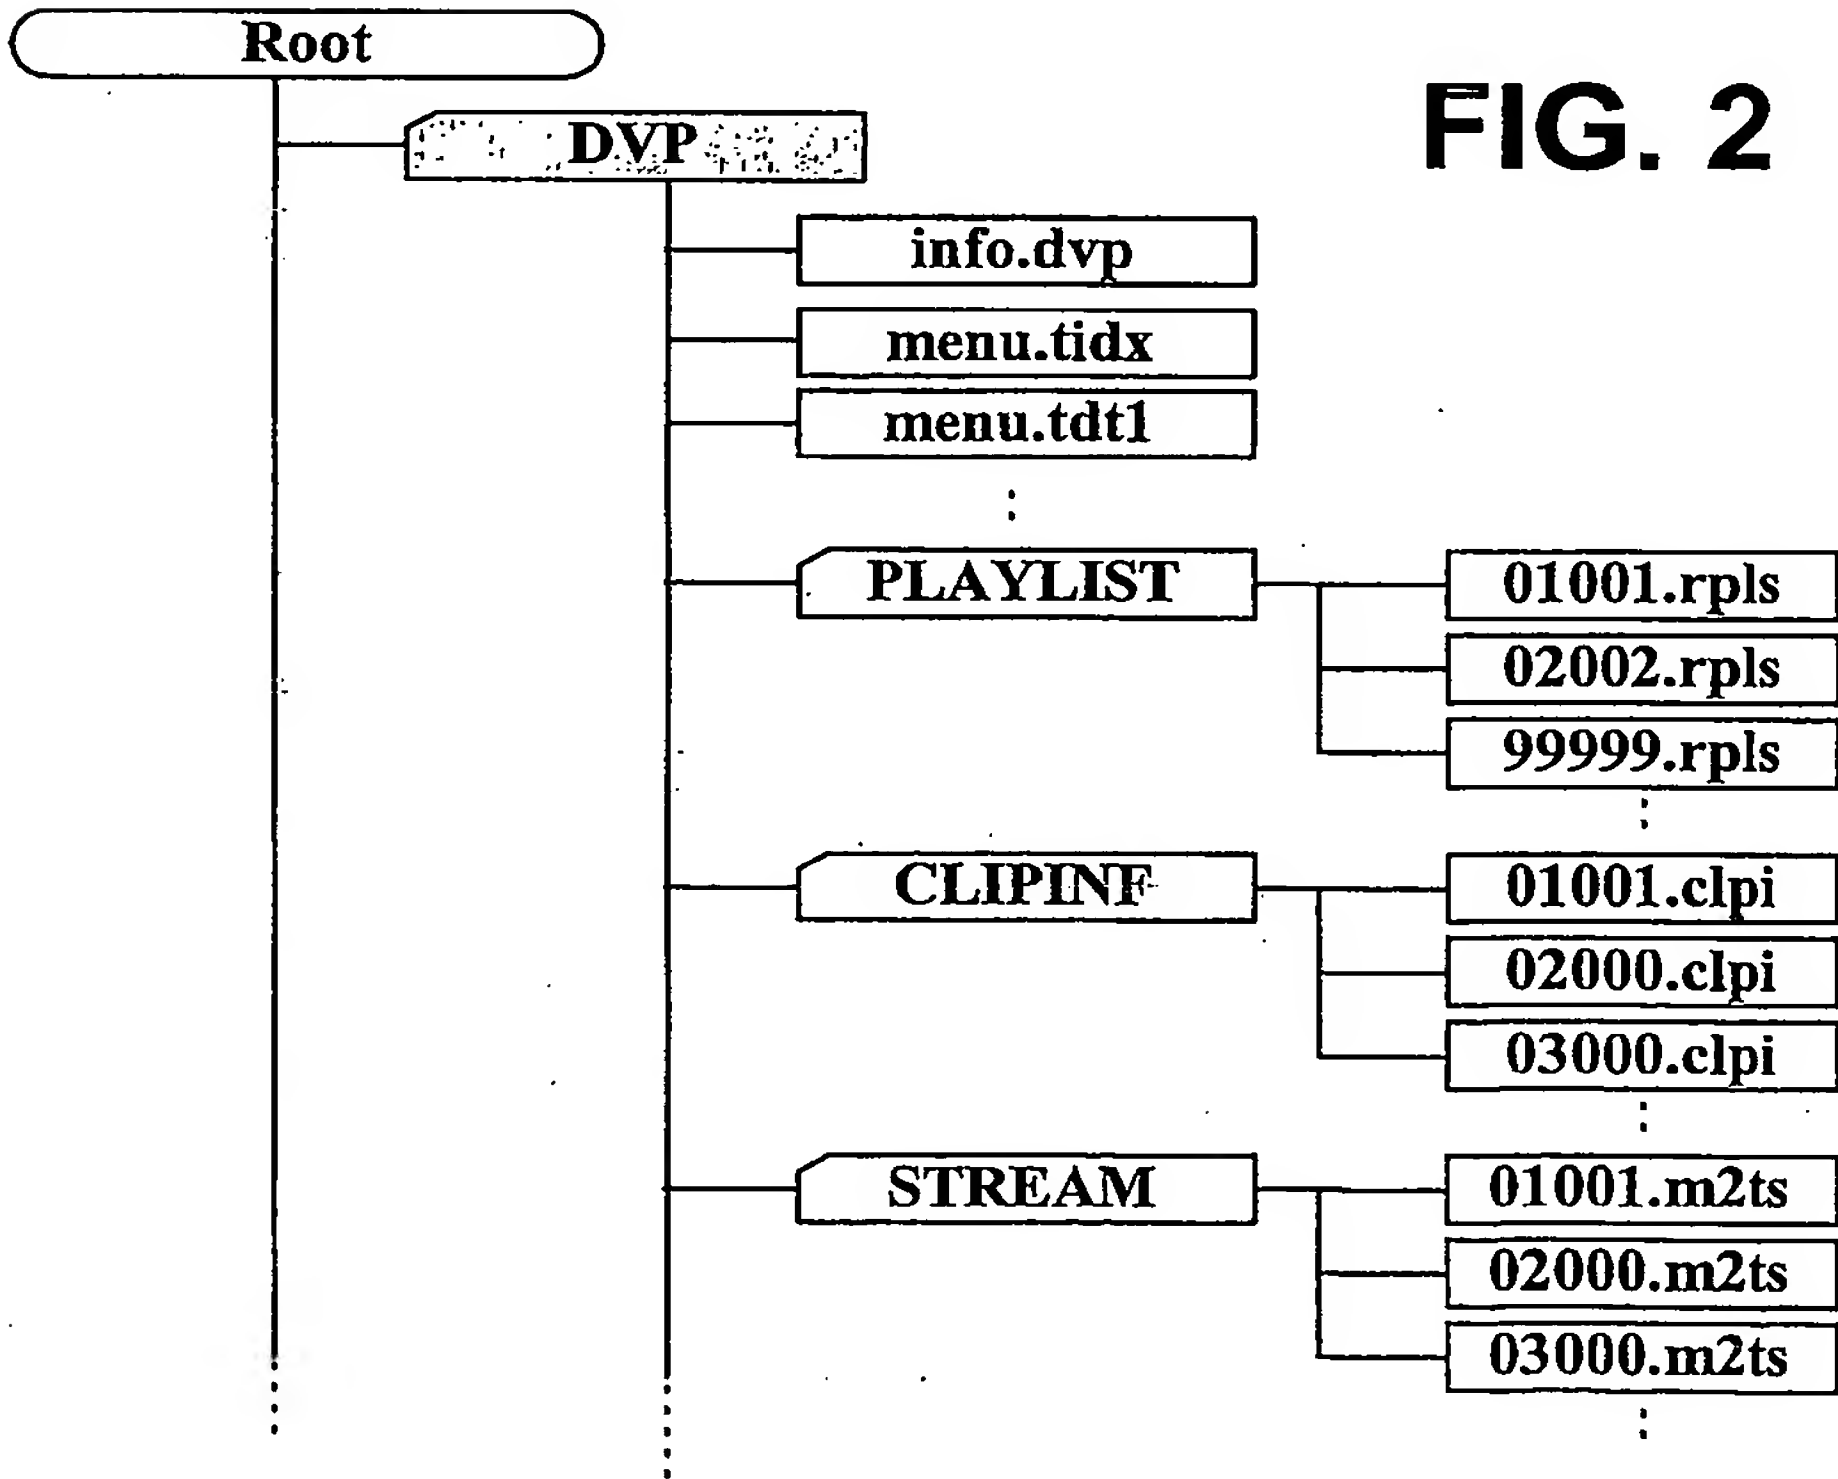 Root
FIG. 2
DVP
info.dvp
menu.tidx
menu.tdt1
PLAYLIST
01001.rpls
02002.rpls
99999.rpls
CLIPINF
01001.clpi
02000.clpi
03000.clpi
STREAM
01001.m2ts
02000.m2ts
03000.m2ts